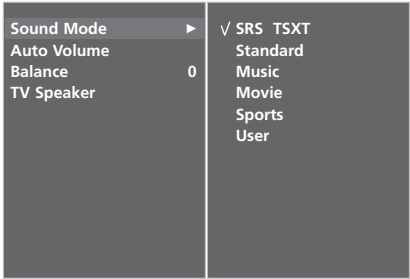 Sound Mode ►
Auto Volume
Balance 0
TV Speaker
√ SRS TSXT
Standard
Music
Movie
Sports
User